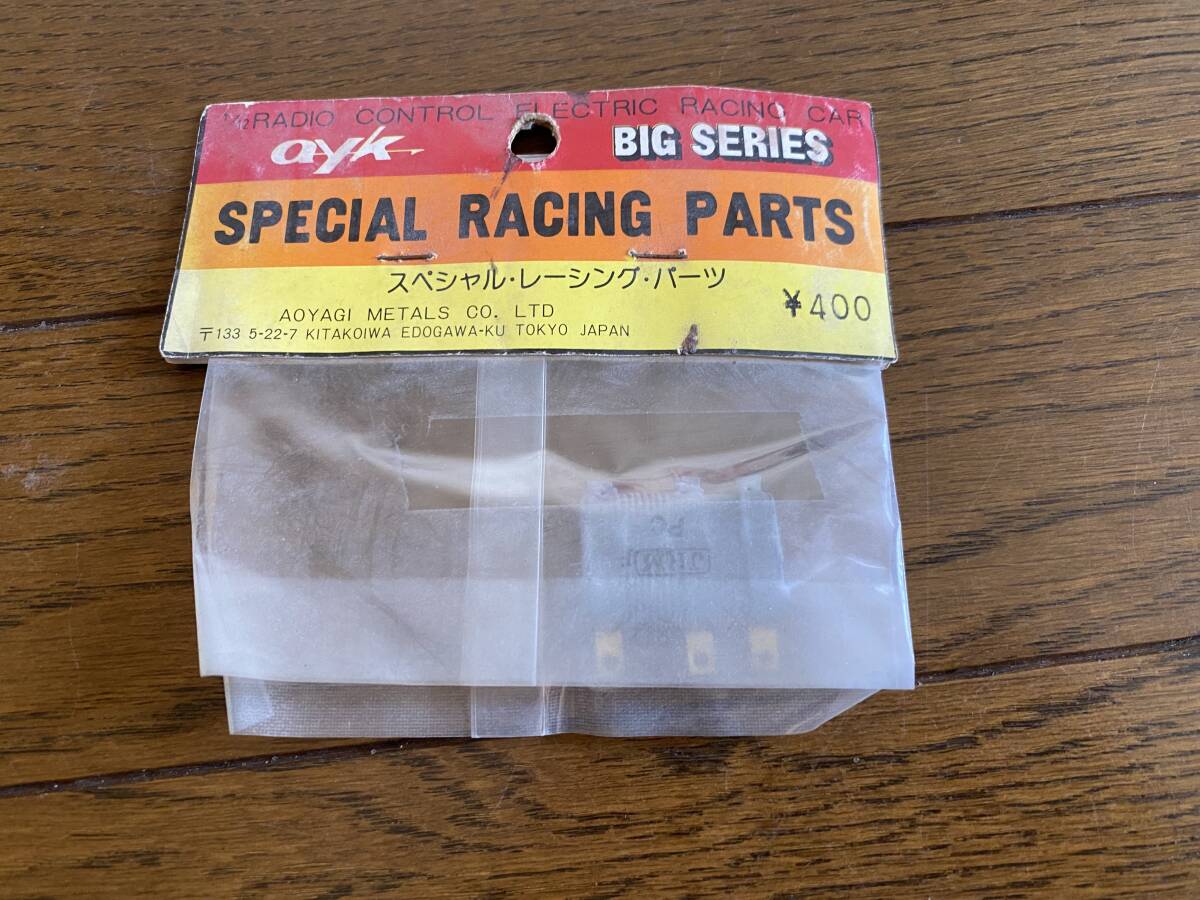 1/12 RADIO CONTROL ELECTRIC RACING CAR
ayk BIG SERIES
SPECIAL RACING PARTS
スペシャル・レーシング・パーツ
¥400
AOYAGI METALS CO. LTD
〒133 5-22-7 KITAKOIWA EDOGAWA-KU TOKYO JAPAN